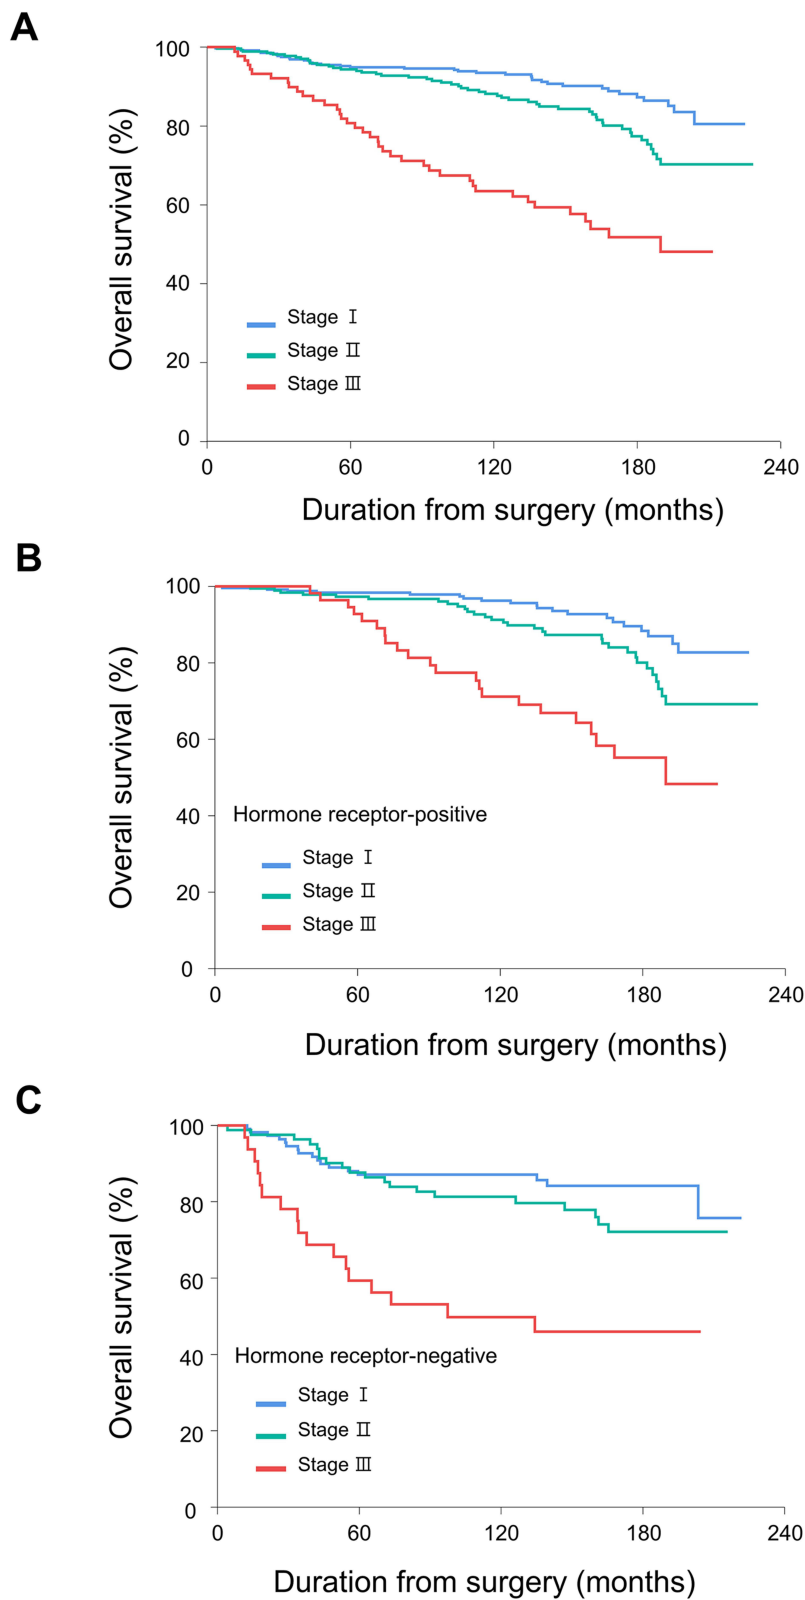 A
Overall survival (%)
100
80
60
40
20
0
Stage Ⅰ
Stage Ⅱ
Stage Ⅲ
0 60 120 180 240
Duration from surgery (months)
B
Overall survival (%)
100
80
60
40
20
0
Hormone receptor-positive
Stage Ⅰ
Stage Ⅱ
Stage Ⅲ
0 60 120 180 240
Duration from surgery (months)
C
Overall survival (%)
100
80
60
40
20
0
Hormone receptor-negative
Stage Ⅰ
Stage Ⅱ
Stage Ⅲ
0 60 120 180 240
Duration from surgery (months)